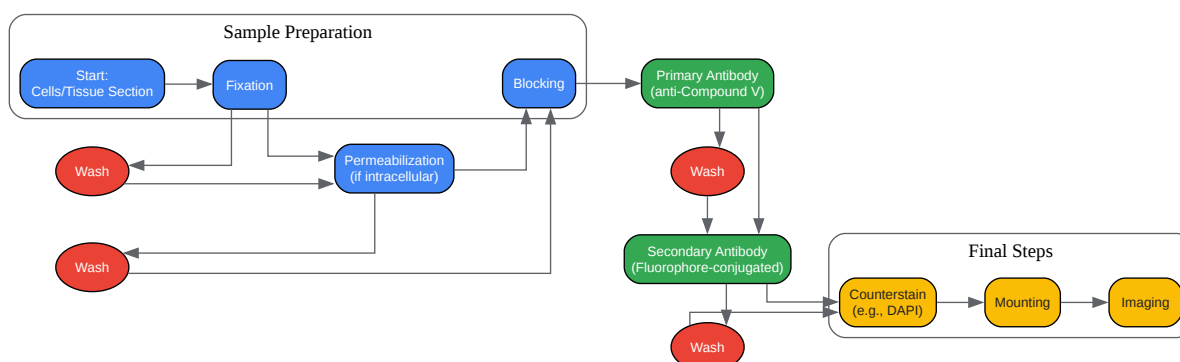 Sample Preparation
Start:
Cells/Tissue Section
Fixation
Blocking
Primary Antibody
(anti-Compound V)
Wash
Permeabilization
(if intracellular)
Wash
Wash
Secondary Antibody
(Fluorophore-conjugated)
Final Steps
Counterstain
(e.g., DAPI)
Mounting
Imaging
Wash